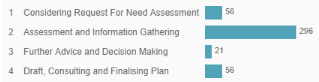 1 Considering Request For Need Assessment 56
2 Assessment and Information Gathering 296
3 Further Advice and Decision Making 21
4 Draft, Consulting and Finalising Plan 56